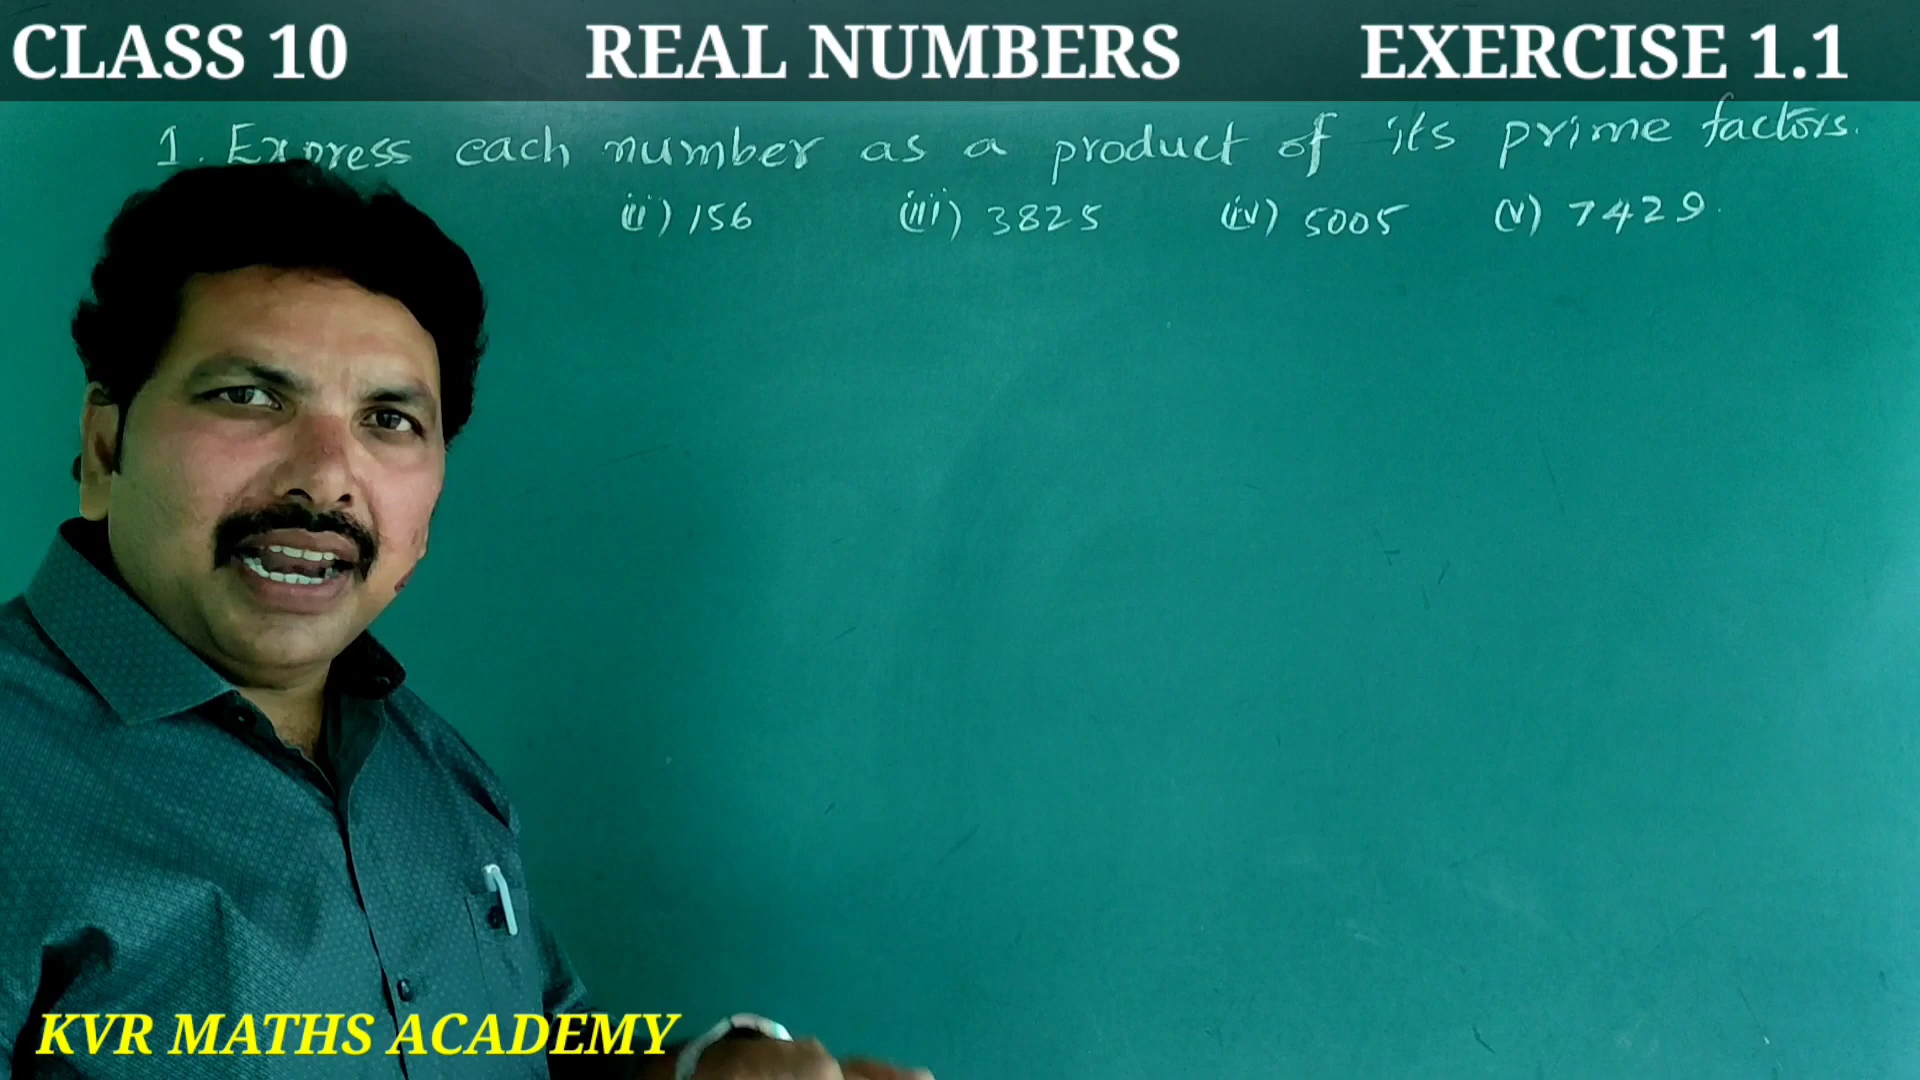 CLASS 10 REAL NUMBERS EXERCISE 1.1
1. Express each number as a product of its prime factors.
(ii) 156 (iii) 3825 (iv) 5005 (v) 7429.
KVR MATHS ACADEMY